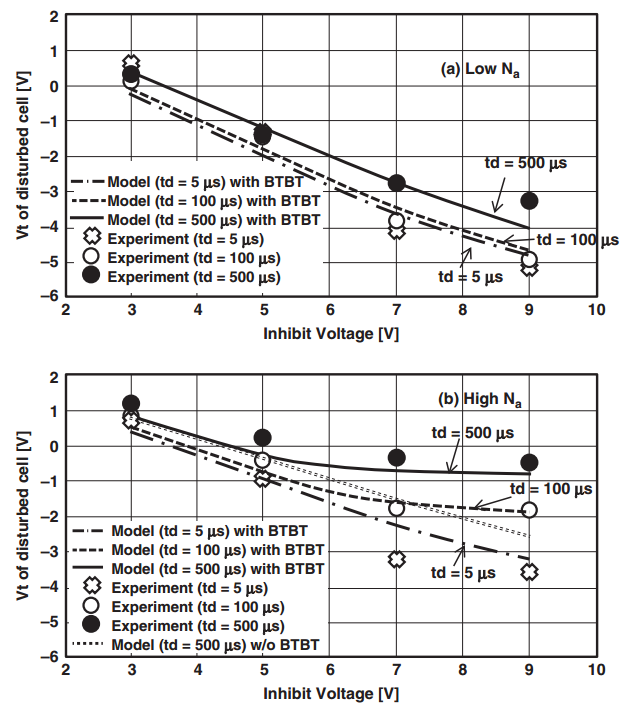 2
1
0
−1
−2
−3
−4
−5
−6
Vt of disturbed cell [V]
(a) Low Na
td = 500 μs
td = 100 μs
td = 5 μs
Model (td = 5 μs) with BTBT
Model (td = 100 μs) with BTBT
Model (td = 500 μs) with BTBT
Experiment (td = 5 μs)
Experiment (td = 100 μs)
Experiment (td = 500 μs)
2 3 4 5 6 7 8 9 10
Inhibit Voltage [V]
2
1
0
−1
−2
−3
−4
−5
−6
Vs of disturbed cell [V]
(b) High Na
td = 500 μs
td = 100 μs
td = 5 μs
Model (td = 5 μs) with BTBT
Model (td = 100 μs) with BTBT
Model (td = 500 μs) with BTBT
Experiment (td = 5 μs)
Experiment (td = 100 μs)
Experiment (td = 500 μs)
Model (td = 500 μs) w/o BTBT
2 3 4 5 6 7 8 9 10
Inhibit Voltage [V]